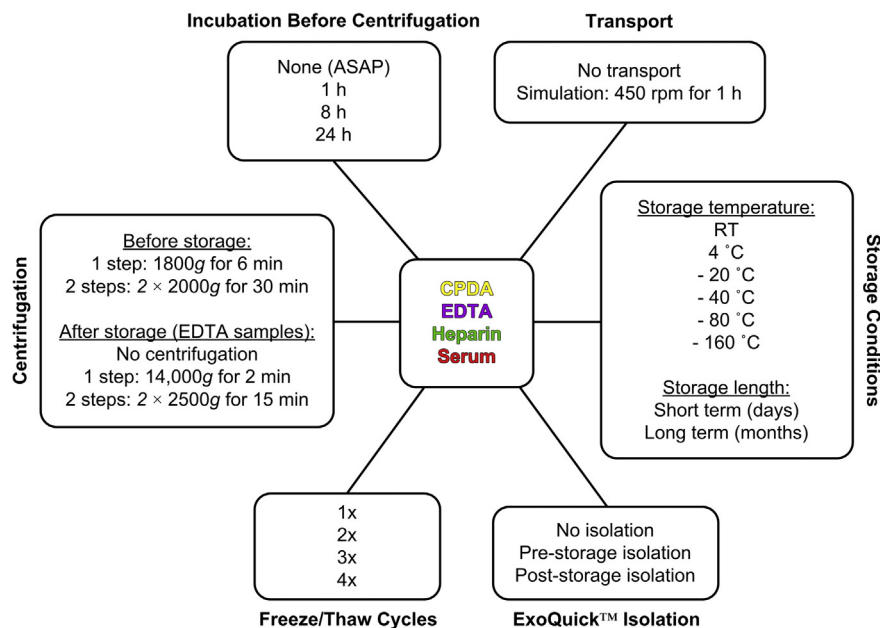 Incubation Before Centrifugation
None (ASAP)
1 h
8 h
24 h
Transport
No transport
Simulation: 450 rpm for 1 h
Centrifugation
Before storage:
1 step: 1800g for 6 min
2 steps: 2 × 2000g for 30 min
After storage (EDTA samples):
No centrifugation
1 step: 14,000g for 2 min
2 steps: 2 × 2500g for 15 min
CPDA
EDTA
Heparin
Serum
Storage Conditions
Storage temperature:
RT
4 ˚C
- 20 ˚C
- 40 ˚C
- 80 ˚C
- 160 ˚C
Storage length:
Short term (days)
Long term (months)
1x
2x
3x
4x
Freeze/Thaw Cycles
No isolation
Pre-storage isolation
Post-storage isolation
ExoQuick™ Isolation